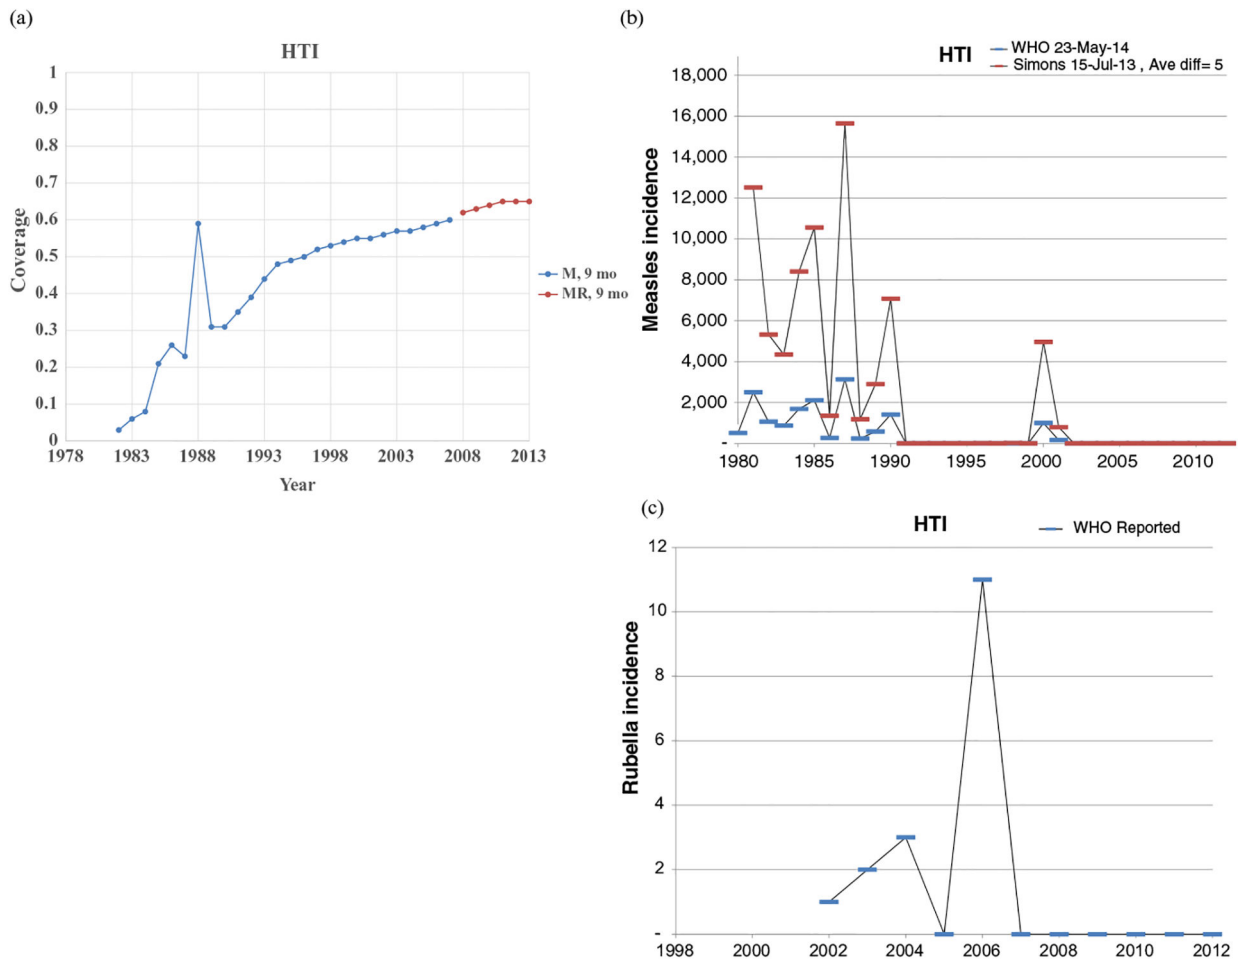 (a)
HTI
1
0.9
0.8
0.7
0.6
0.5
0.4
0.3
0.2
0.1
0
Coverage
1978 1983 1988 1993 1998 2003 2008 2013
Year
M, 9 mo
MR, 9 mo
(b)
HTI
WHO 23-May-14
Simons 15-Jul-13 , Ave diff= 5
18,000
16,000
14,000
12,000
10,000
8,000
6,000
4,000
2,000
-
Measles incidence
1980 1985 1990 1995 2000 2005 2010
(c)
HTI
WHO Reported
12
10
8
6
4
2
-
Rubella incidence
1998 2000 2002 2004 2006 2008 2010 2012